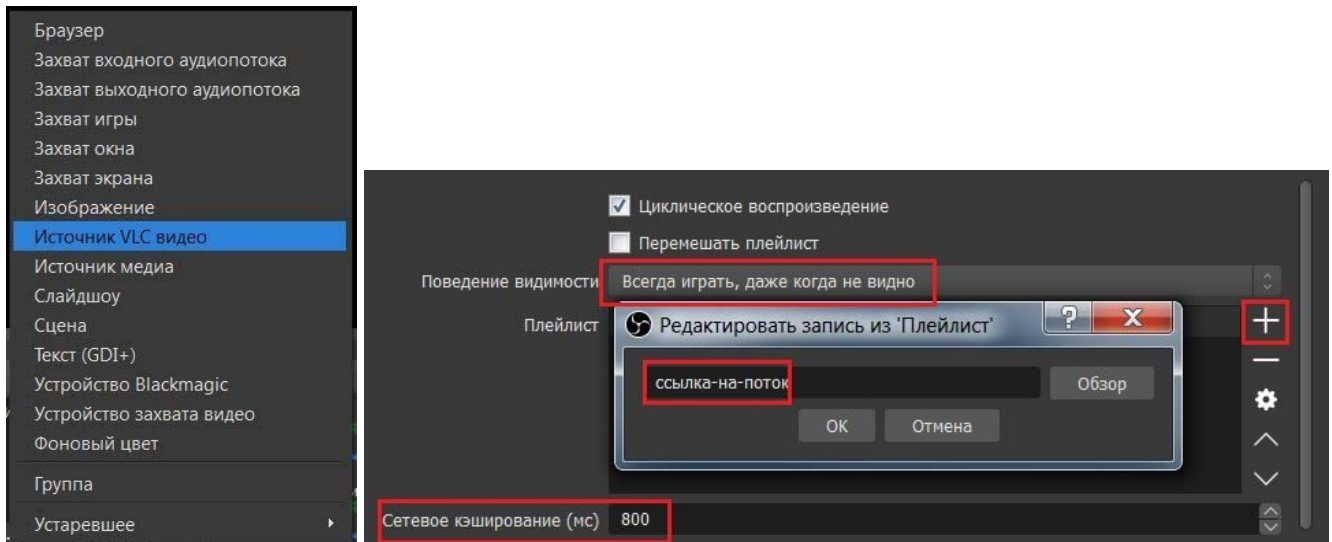 Браузер
Захват входного аудиопотока
Захват выходного аудиопотока
Захват игры
Захват окна
Захват экрана
Изображение
Источник VLC видео
Источник медиа
Слайдшоу
Сцена
Текст (GDI+)
Устройство Blackmagic
Устройство захвата видео
Фоновый цвет
Группа
Устаревшее
Циклическое воспроизведение
Перемешать плейлист
Поведение видимости Всегда играть, даже когда не видно
Плейлист
Редактировать запись из 'Плейлист'
ссылка-на-поток Обзор
ОК Отмена
Сетевое кэширование (мс) 800